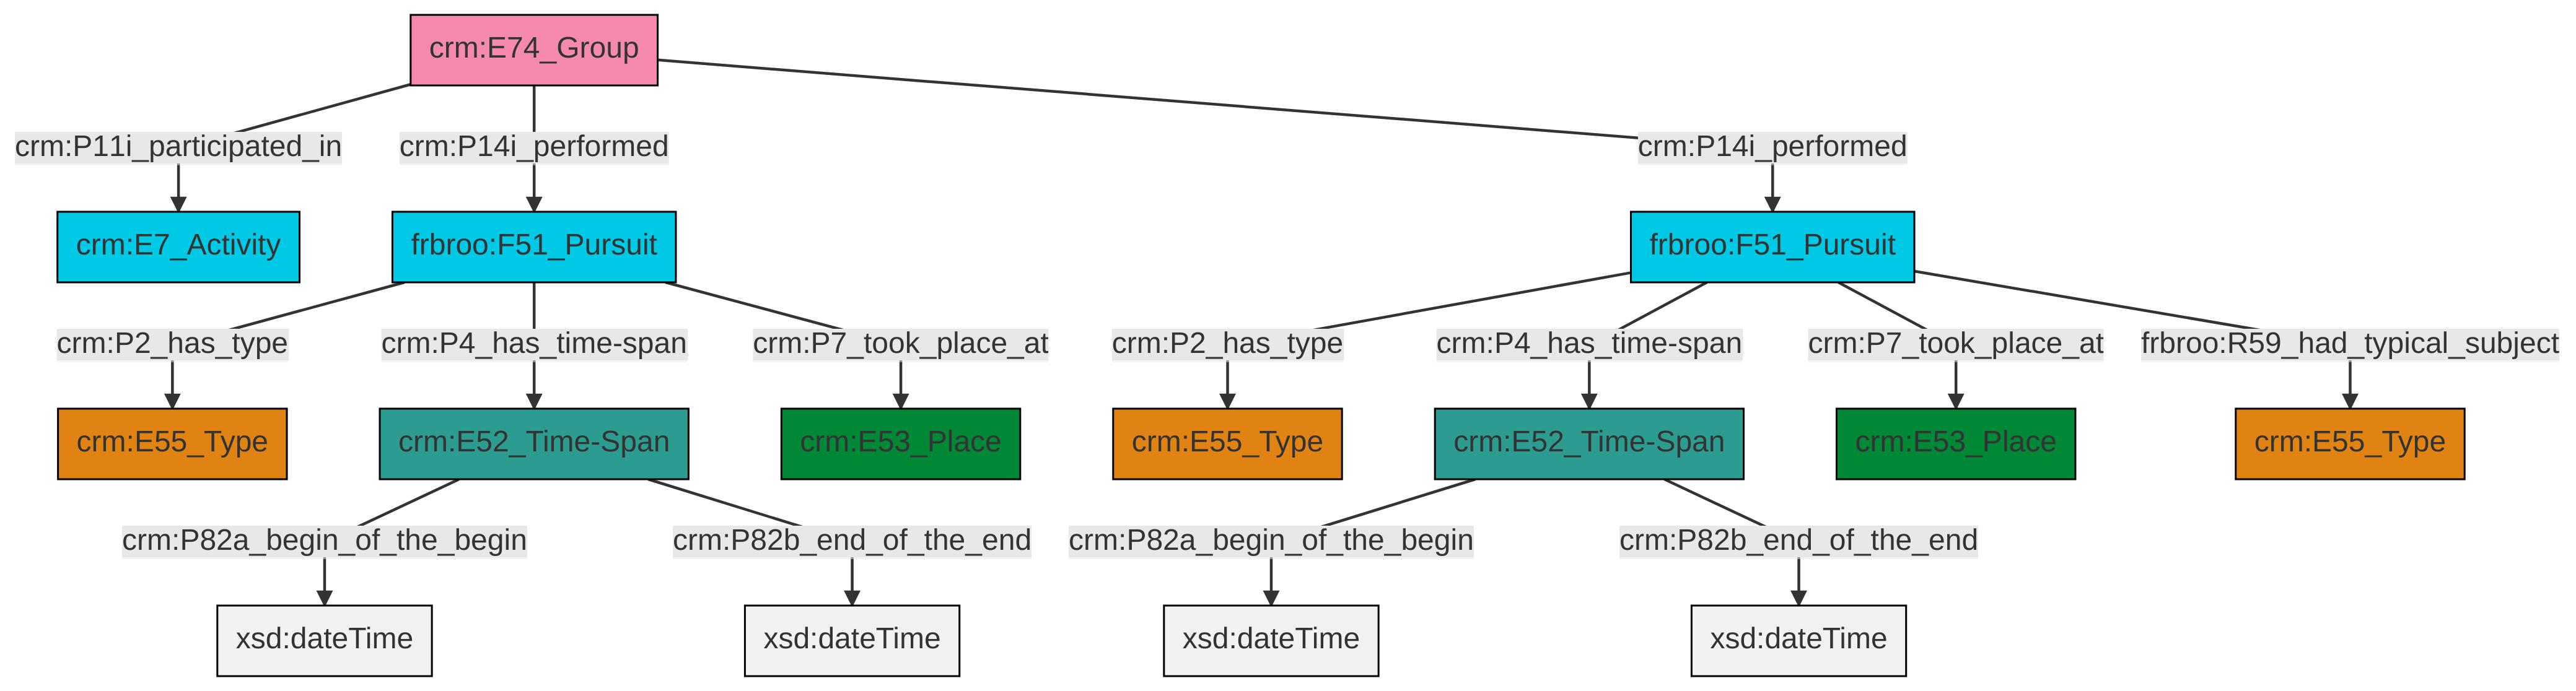 crm:E74_Group
crm:P11i_participated_in
crm:P14i_performed
crm:P14i_performed
crm:E7_Activity
frbroo:F51_Pursuit
frbroo:F51_Pursuit
crm:P2_has_type
crm:P4_has_time-span
crm:P7_took_place_at
crm:P2_has_type
crm:P4_has_time-span
crm:P7_took_place_at
frbroo:R59_had_typical_subject
crm:E55_Type
crm:E52_Time-Span
crm:E53_Place
crm:E55_Type
crm:E52_Time-Span
crm:E53_Place
crm:E55_Type
crm:P82a_begin_of_the_begin
crm:P82b_end_of_the_end
crm:P82a_begin_of_the_begin
crm:P82b_end_of_the_end
xsd:dateTime
xsd:dateTime
xsd:dateTime
xsd:dateTime